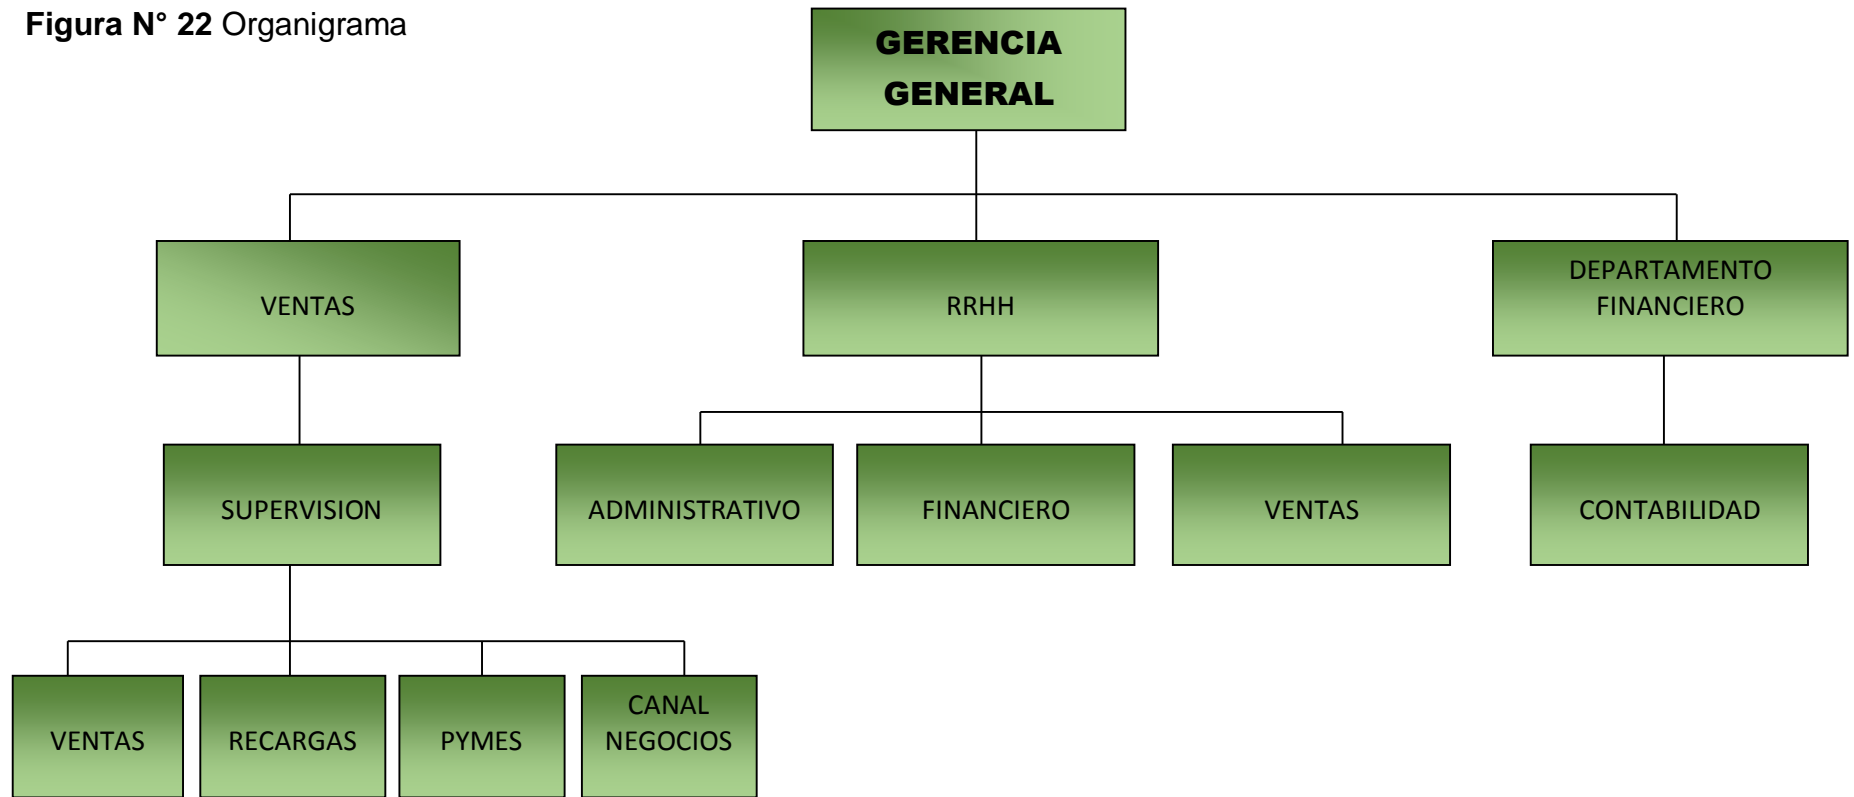 Figura N° 22 Organigrama
GERENCIA
GENERAL
VENTAS
RRHH
DEPARTAMENTO
FINANCIERO
SUPERVISION
ADMINISTRATIVO
FINANCIERO
VENTAS
CONTABILIDAD
VENTAS
RECARGAS
PYMES
CANAL
NEGOCIOS